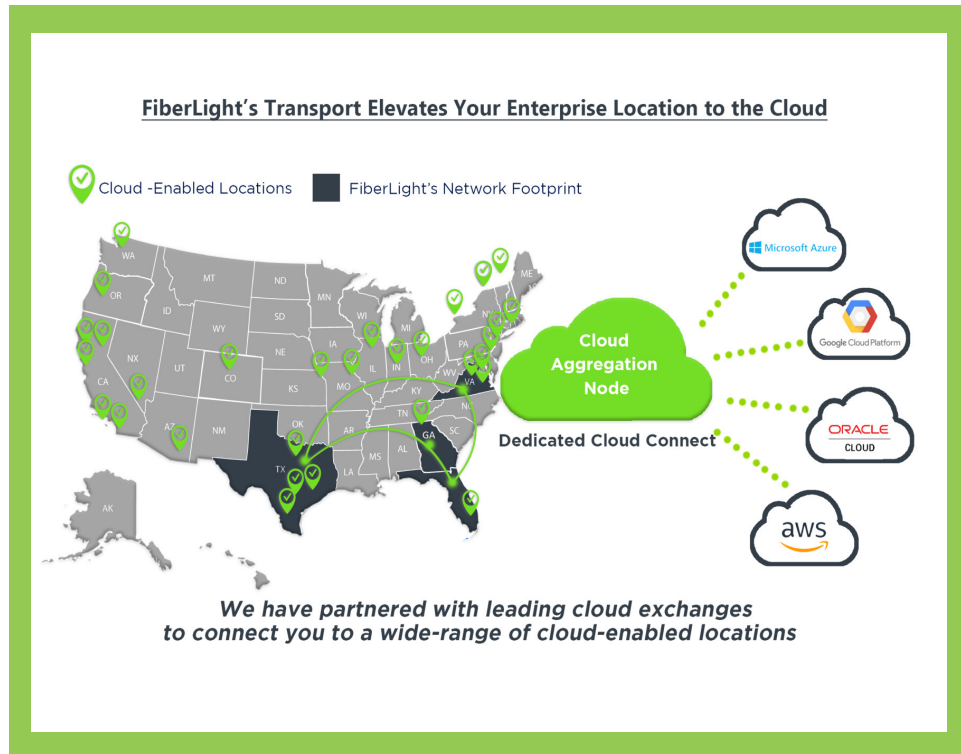 FiberLight's Transport Elevates Your Enterprise Location to the Cloud
Cloud -Enabled Locations
FiberLight's Network Footprint
WA
MT
ND
MN
ME
OR
ID
SD
WI
MI
WY
IA
PA
NE
NX
UT
CO
IL
IN
OH
WV
VA
CA
KS
MO
KY
NC
TN
AZ
NM
OK
AR
SC
GA
MS
AL
TX
LA
AK
Cloud
Aggregation
Node
Dedicated Cloud Connect
Microsoft Azure
Google Cloud Platform
ORACLE
CLOUD
aws
We have partnered with leading cloud exchanges
to connect you to a wide-range of cloud-enabled locations